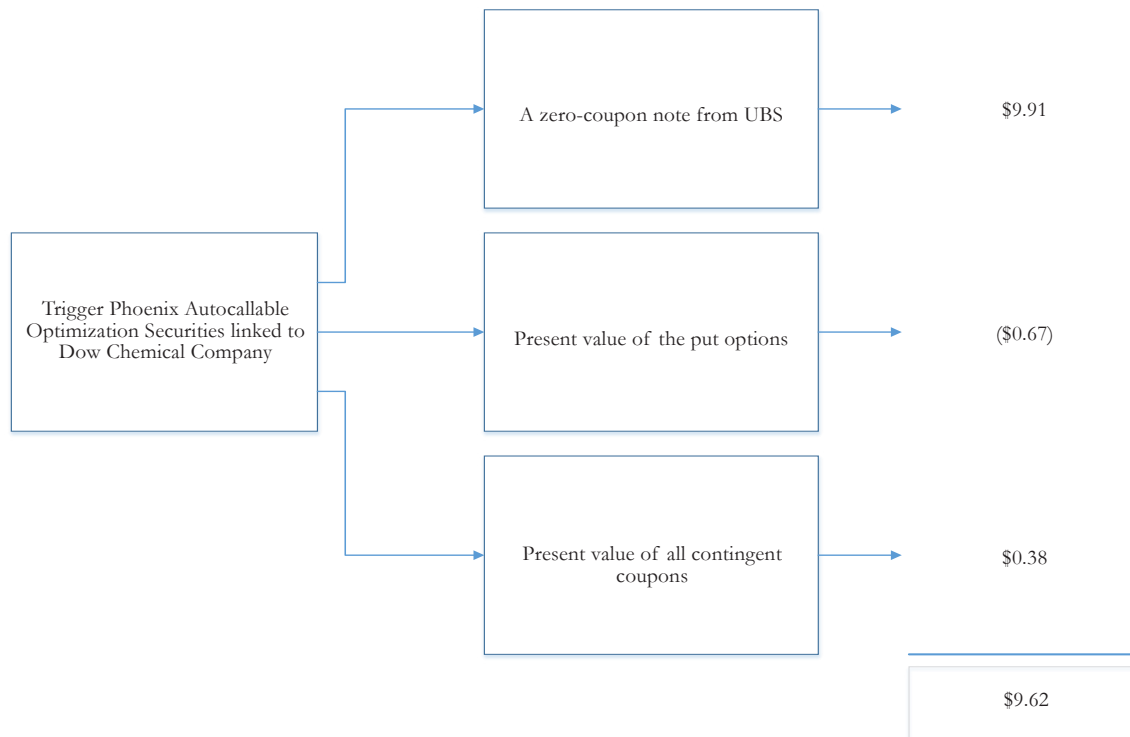 A zero-coupon note from UBS
$9.91
Trigger Phoenix Autocallable
Optimization Securities linked to
Dow Chemical Company
Present value of the put options
($0.67)
Present value of all contingent
coupons
$0.38
$9.62